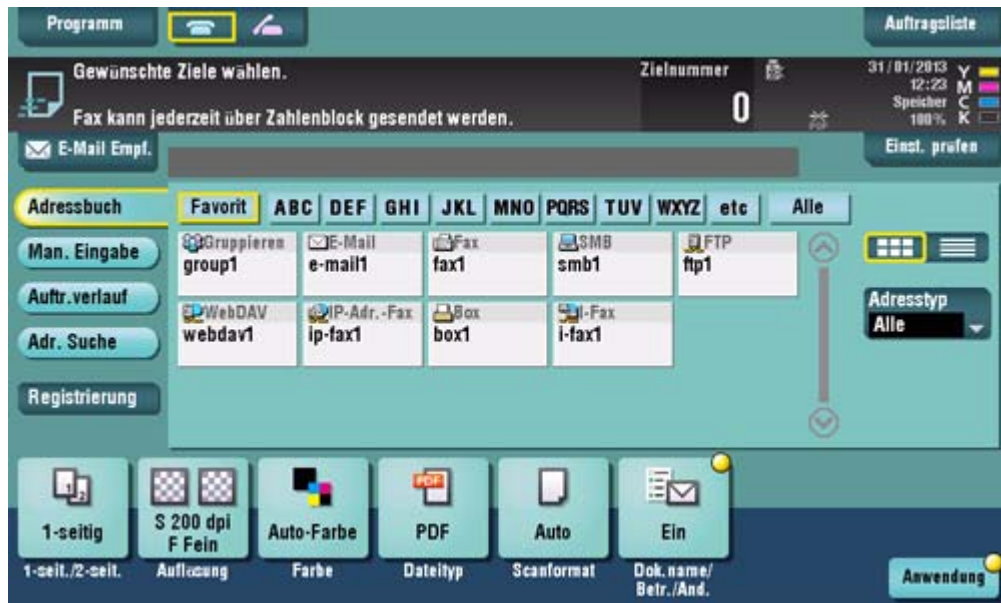 Programm
Auftragsliste
Gewünschte Ziele wählen.
Zielnummer
31/01/2013
12:23
Speicher
100%
Y
M
C
K
Fax kann jederzeit über Zahlenblock gesendet werden.
0
E-Mail Empf.
Einst. prüfen
Adressbuch
Favorit ABC DEF GHI JKL MNO PQRS TUV WXYZ etc Alle
Man. Eingabe
Auftr.verlauf
Adr. Suche
Registrierung
Gruppieren
group1
E-Mail
e-mail1
Fax
fax1
SMB
smb1
FTP
ftp1
WebDAV
webdav1
IP-Adr.-Fax
ip-fax1
Box
box1
I-Fax
i-fax1
Adresstyp
Alle
1-seitig
S 200 dpi
F Fein
Auto-Farbe
PDF
PDF
Auto
Ein
1-seit./2-seit.
Auflösung
Farbe
Dateityp
Scanformat
Dok.name/
Betr./And.
Anwendung